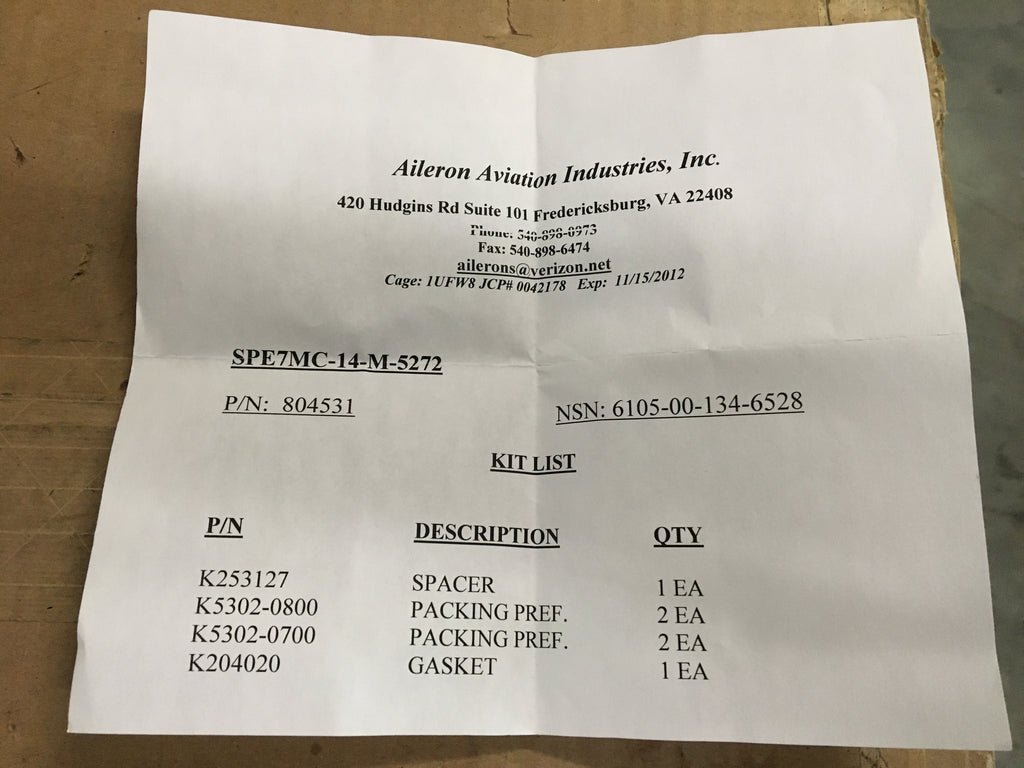 Aileron Aviation Industries, Inc.
420 Hudgins Rd Suite 101 Fredericksburg, VA 22408
Phone: 540-898-0973
Fax: 540-898-6474
ailerons@verizon.net
Cage: 1UFW8 JCP# 0042178 Exp: 11/15/2012
SPE7MC-14-M-5272
P/N: 804531 NSN: 6105-00-134-6528
KIT LIST
P/N DESCRIPTION QTY
K253127 SPACER 1 EA
K5302-0800 PACKING PREF. 2 EA
K5302-0700 PACKING PREF. 2 EA
K204020 GASKET 1 EA